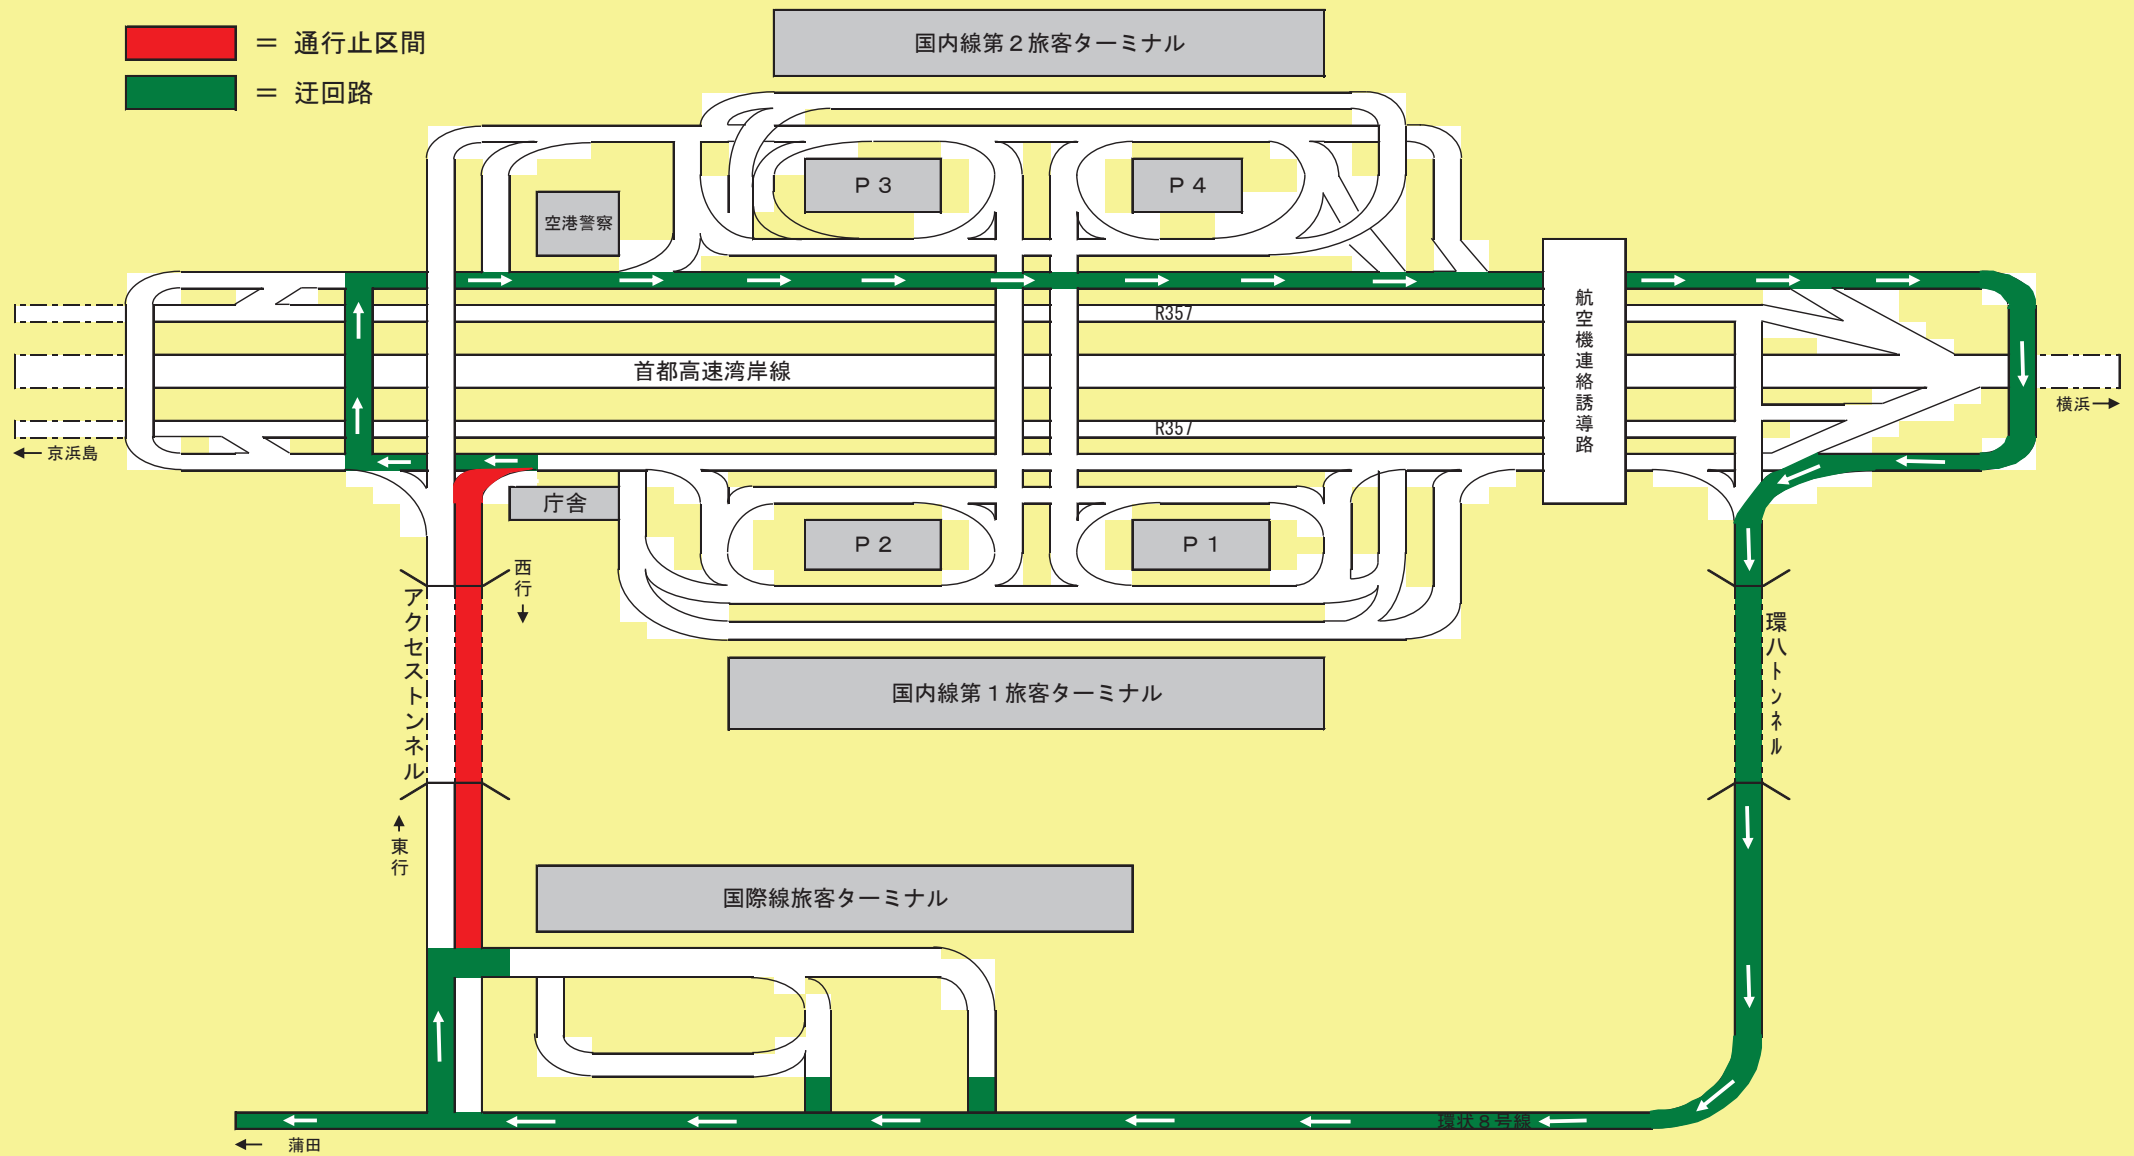 ＝ 通行止区間
＝ 迂回路
国内線第２旅客ターミナル
Ｐ３
Ｐ４
空港警察
航空機連絡誘導路
R357
首都高速湾岸線
横浜→
R357
← 京浜島
庁舎
Ｐ２
Ｐ１
西行
↓
アクセストンネル
環八トンネル
国内線第１旅客ターミナル
↑
東行
国際線旅客ターミナル
環状８号線
← 蒲田